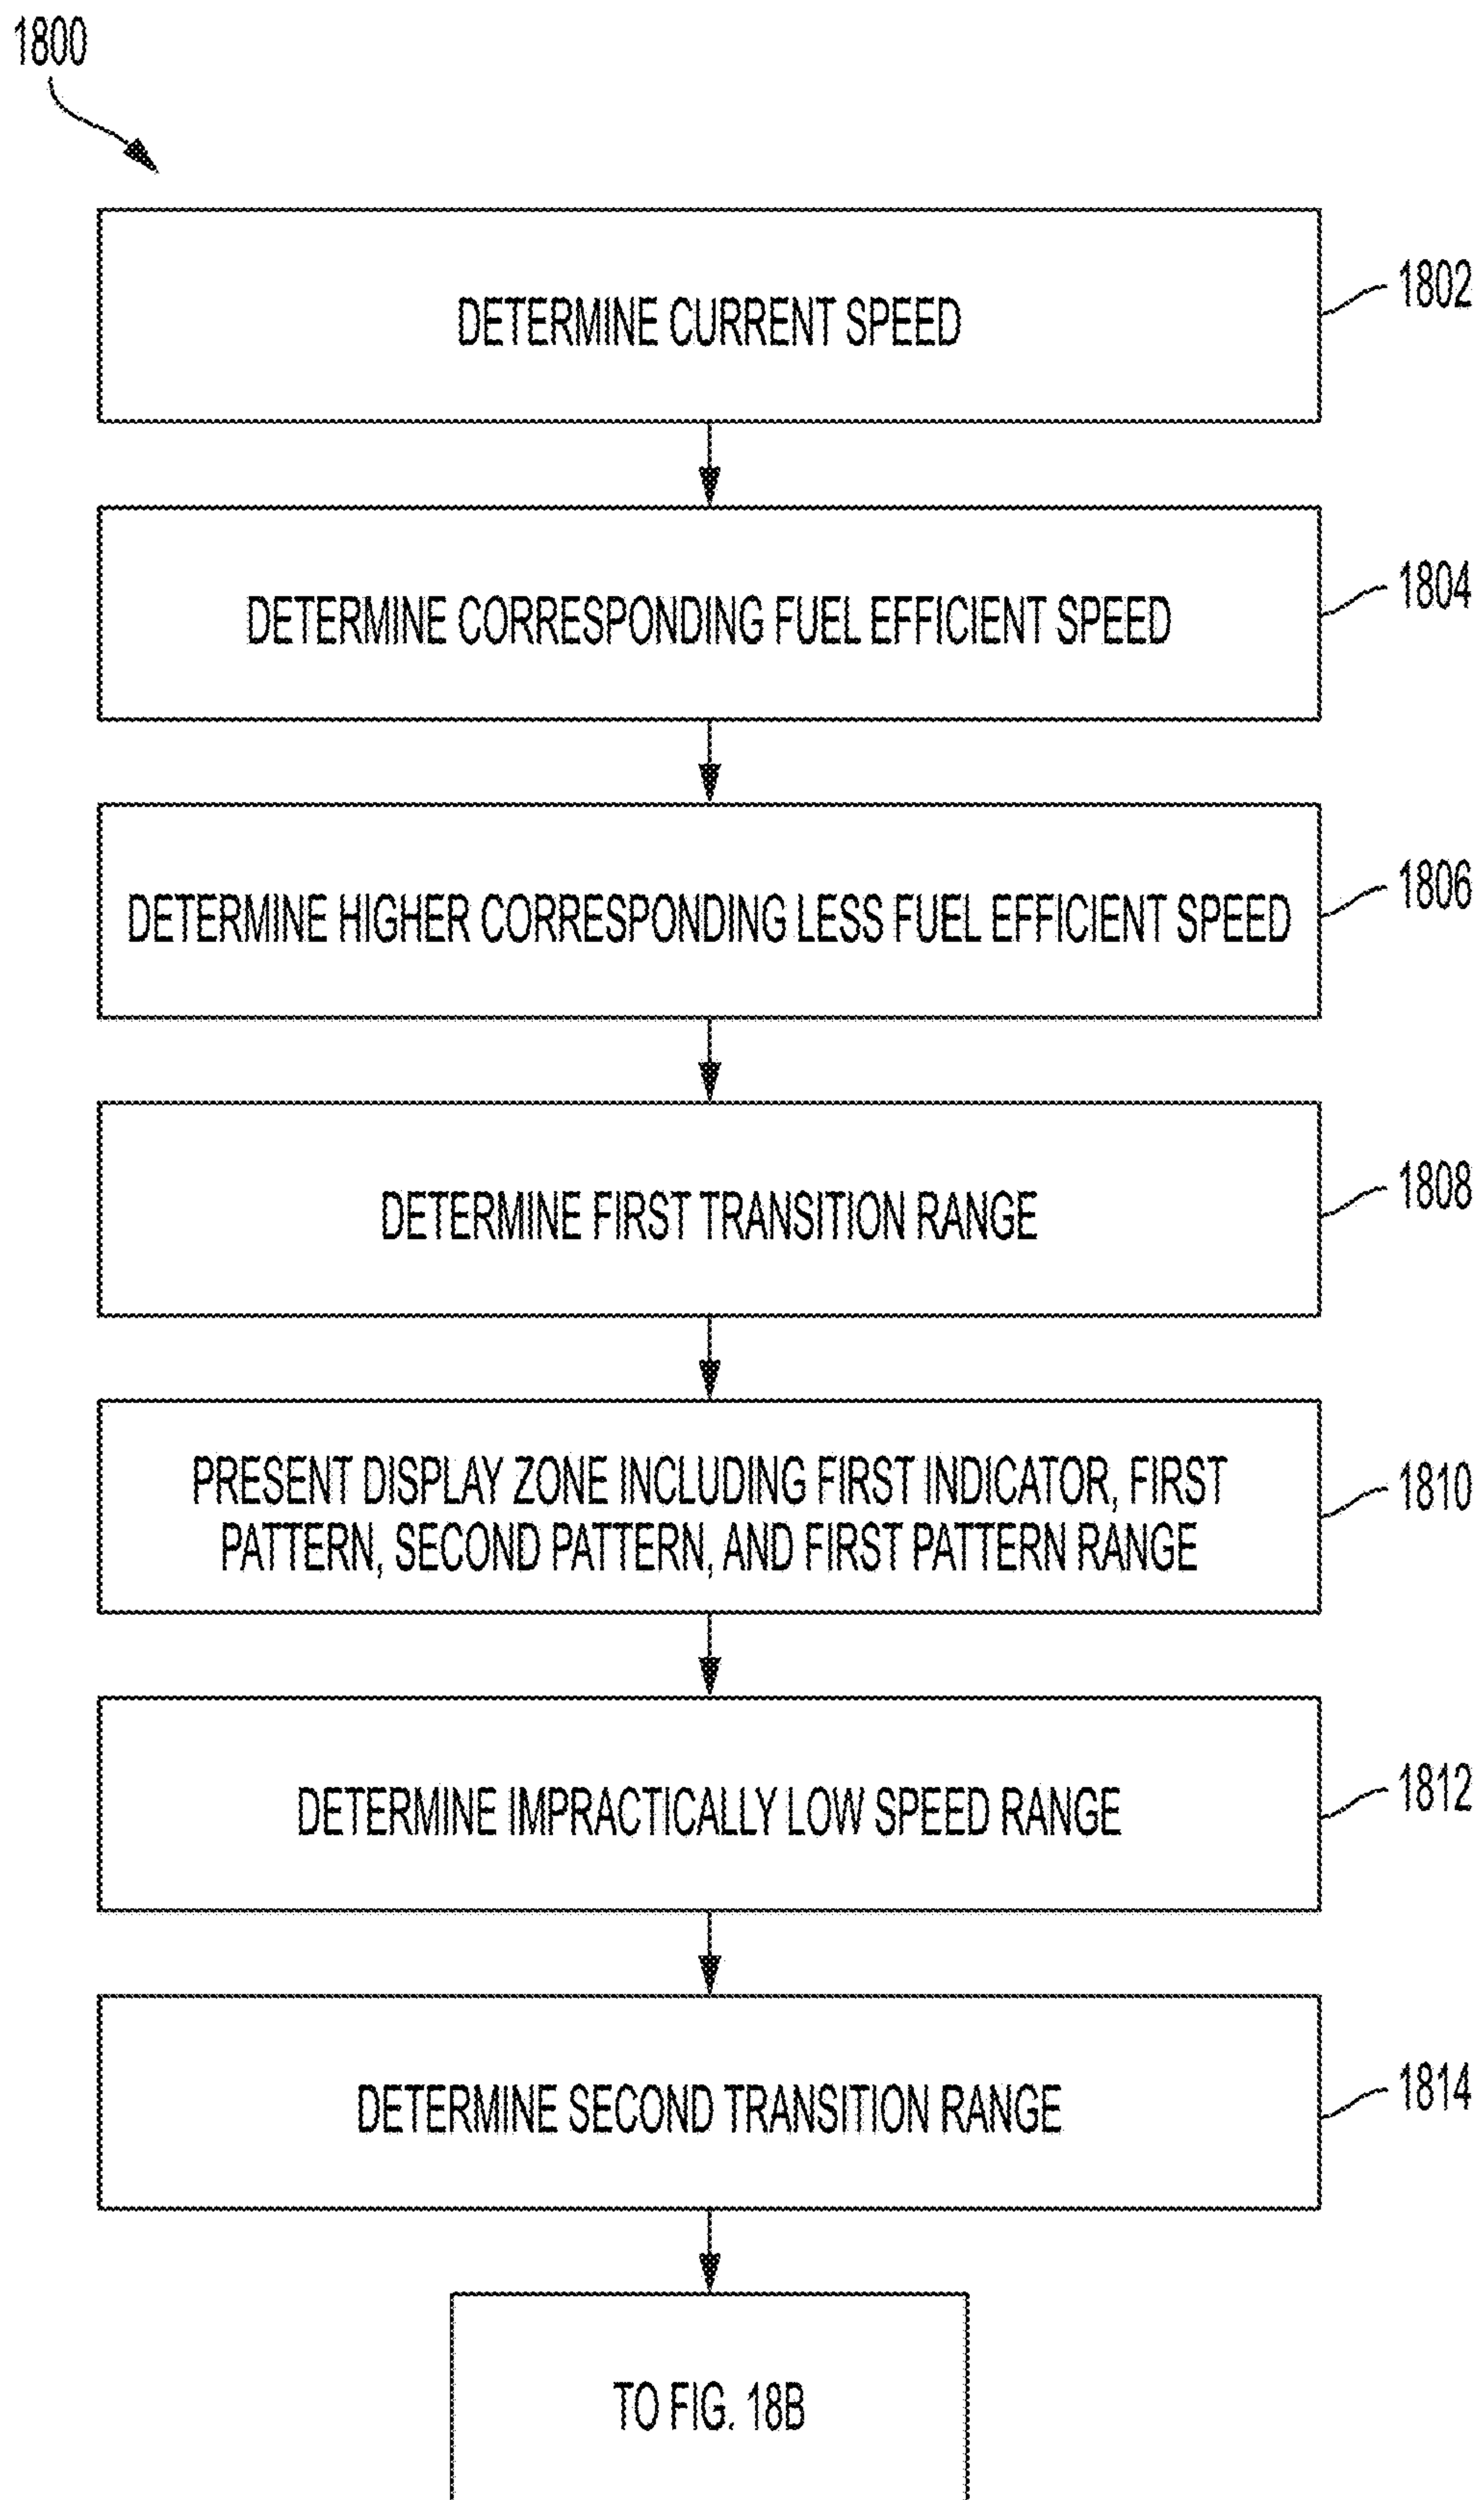 1800
DETERMINE CURRENT SPEED
1802
DETERMINE CORRESPONDING FUEL EFFICIENT SPEED
1804
DETERMINE HIGHER CORRESPONDING LESS FUEL EFFICIENT SPEED
1806
DETERMINE FIRST TRANSITION RANGE
1808
PRESENT DISPLAY ZONE INCLUDING FIRST INDICATOR, FIRST
PATTERN, SECOND PATTERN, AND FIRST PATTERN RANGE
1810
DETERMINE IMPRACTICALLY LOW SPEED RANGE
1812
DETERMINE SECOND TRANSITION RANGE
1814
TO FIG. 18B